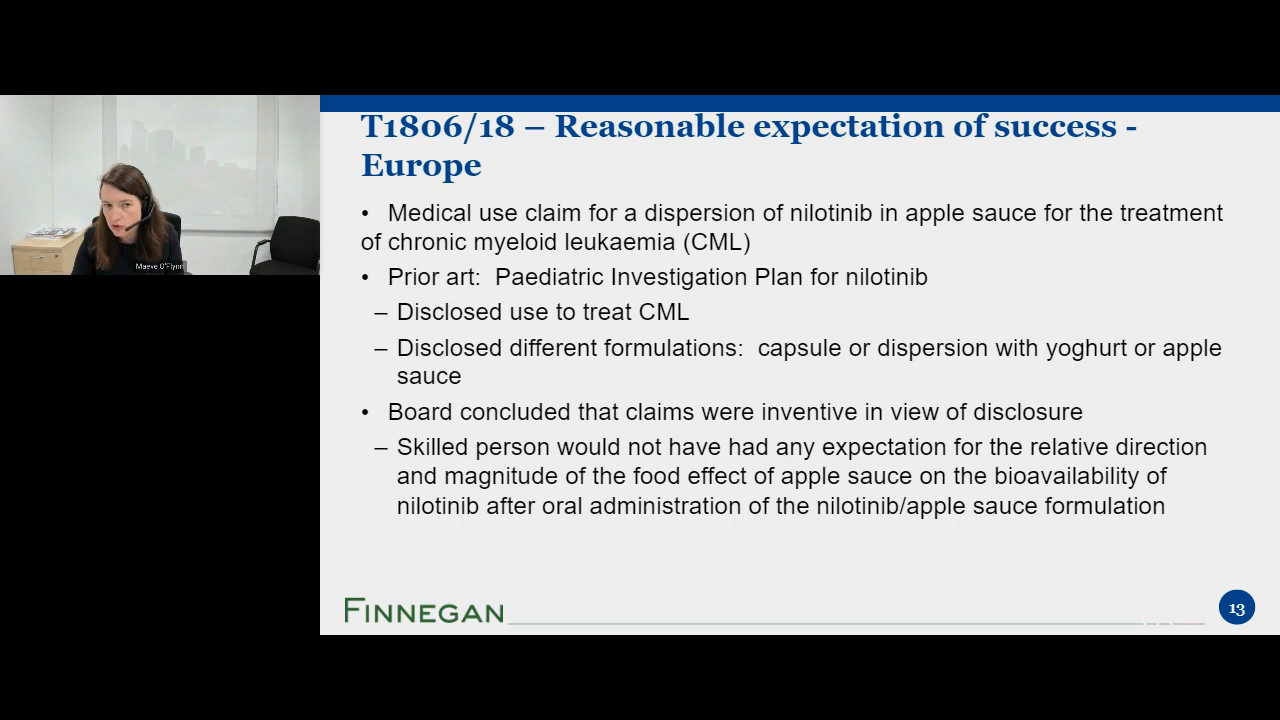 T1806/18 – Reasonable expectation of success -
Europe
• Medical use claim for a dispersion of nilotinib in apple sauce for the treatment
of chronic myeloid leukaemia (CML)
• Prior art: Paediatric Investigation Plan for nilotinib
– Disclosed use to treat CML
– Disclosed different formulations: capsule or dispersion with yoghurt or apple
sauce
• Board concluded that claims were inventive in view of disclosure
– Skilled person would not have had any expectation for the relative direction
and magnitude of the food effect of apple sauce on the bioavailability of
nilotinib after oral administration of the nilotinib/apple sauce formulation
Maeve O'Flynn
FINNEGAN
13